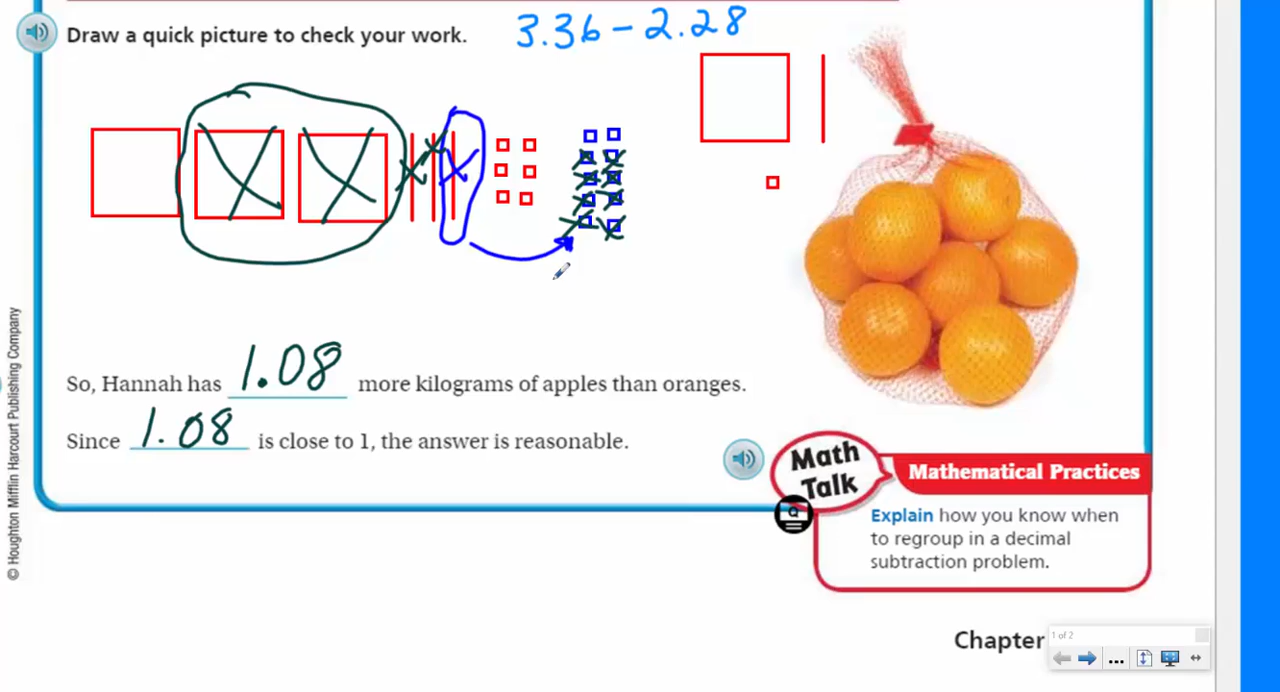 Draw a quick picture to check your work.
3.36 - 2.28
So, Hannah has 1.08 more kilograms of apples than oranges.
Since 1.08 is close to 1, the answer is reasonable.
Math
Talk
Mathematical Practices
Q
Explain how you know when
to regroup in a decimal
subtraction problem.
© Houghton Mifflin Harcourt Publishing Company
Chapter
1 of 2